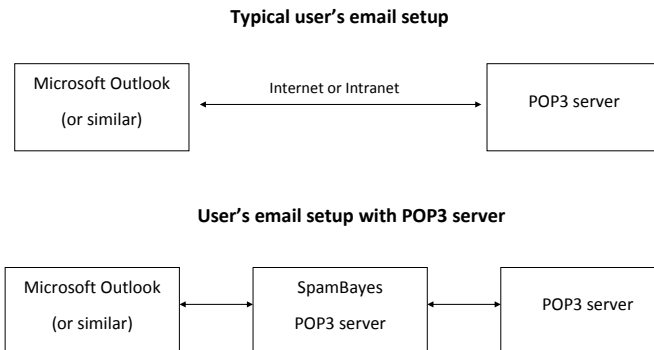 Typical user's email setup
Microsoft Outlook
(or similar)
Internet or Intranet
POP3 server
User's email setup with POP3 server
Microsoft Outlook
(or similar)
SpamBayes
POP3 server
POP3 server